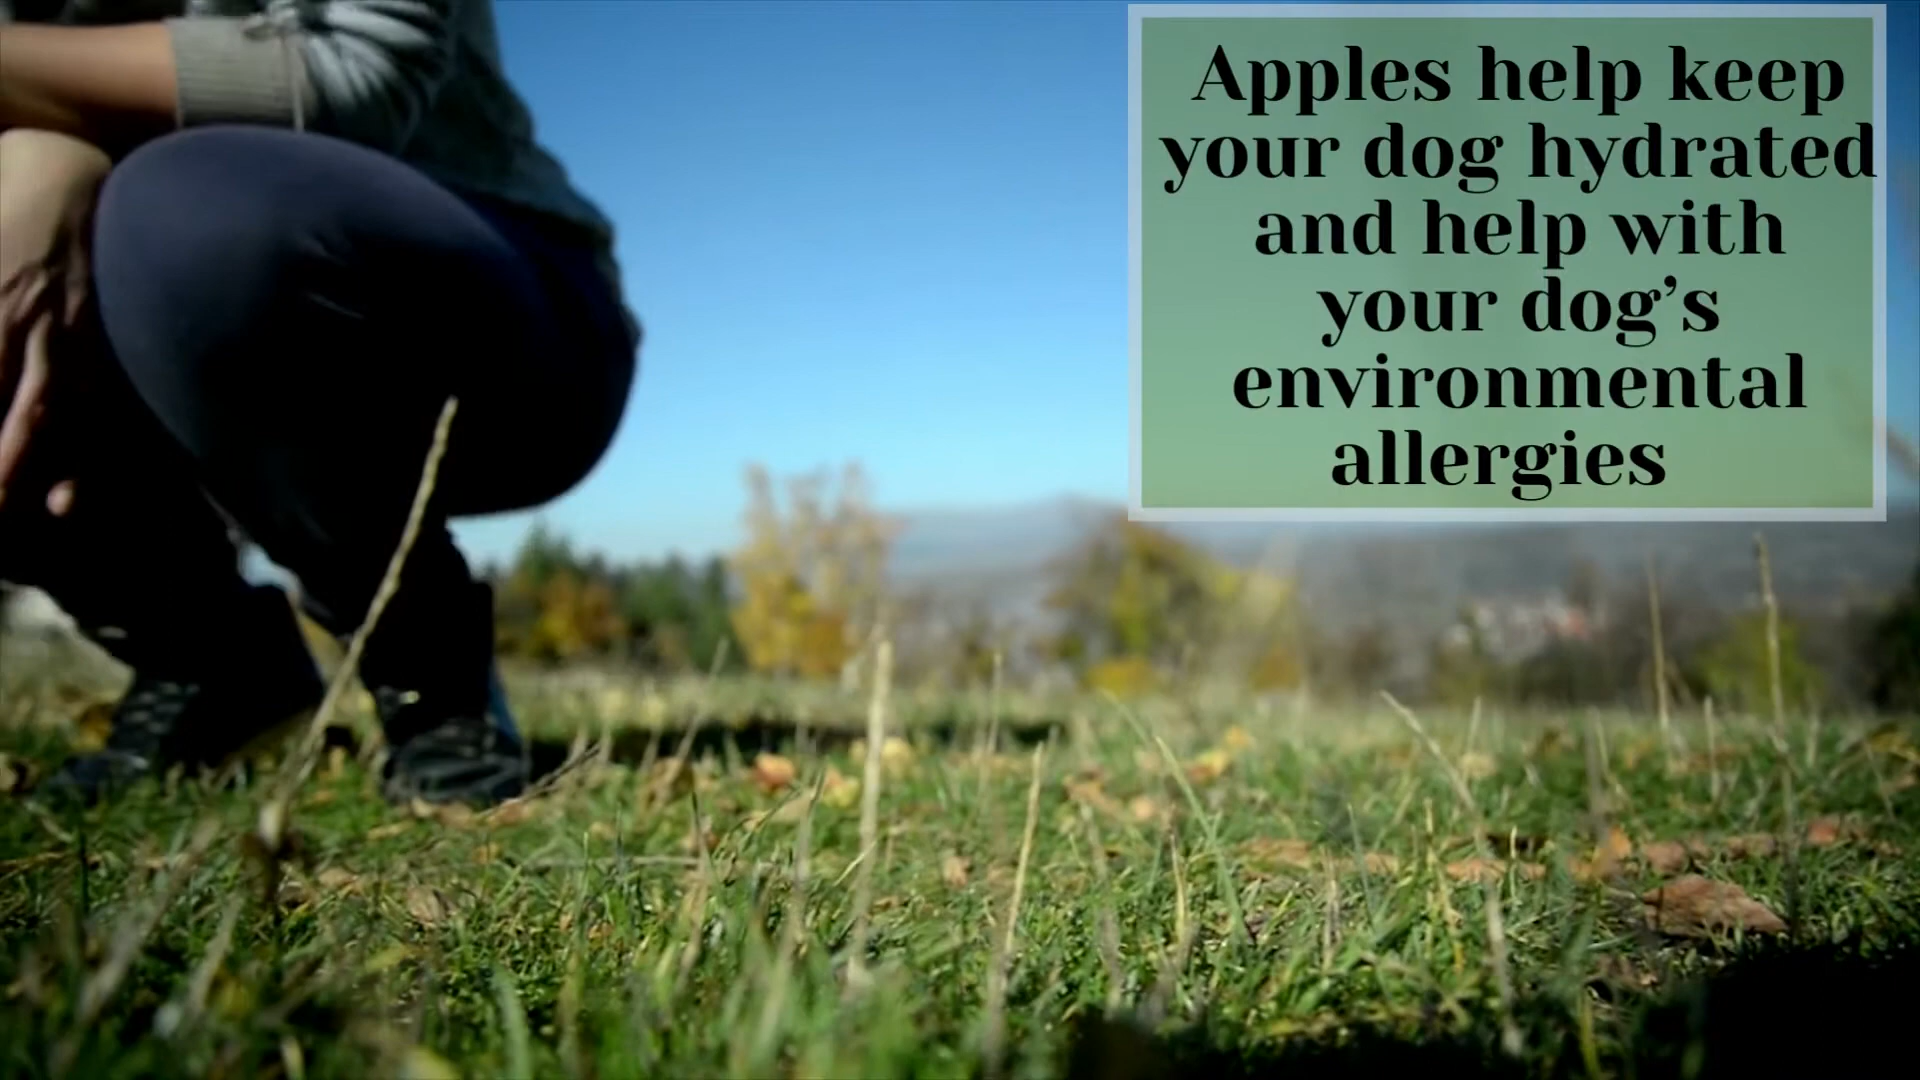 Apples help keep
your dog hydrated
and help with
your dog’s
environmental
allergies